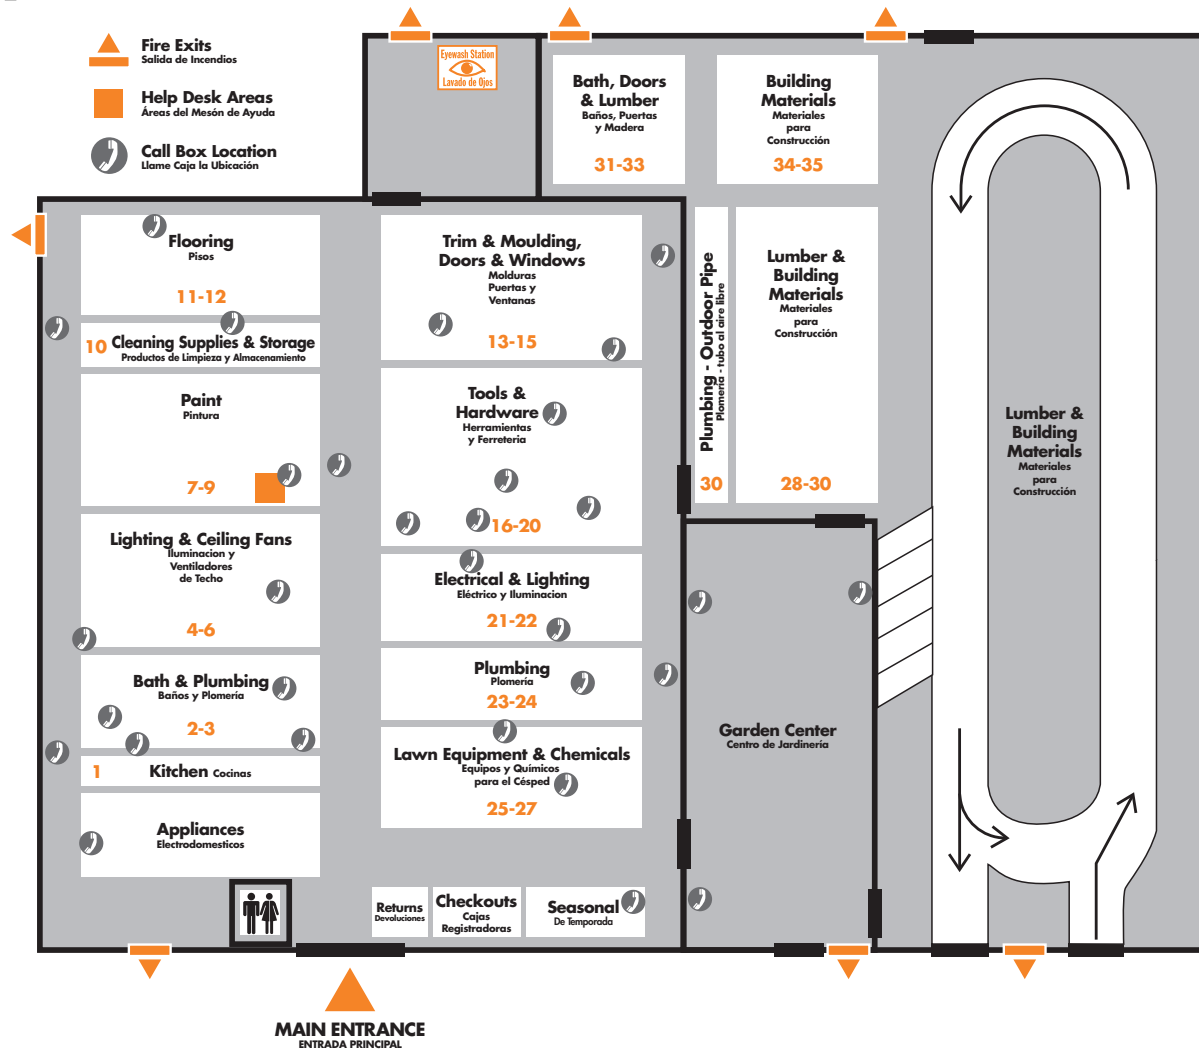 Fire Exits
Salida de Incendios
Help Desk Areas
Áreas del Mesón de Ayuda
Call Box Location
Llame Caja la Ubicación
Eyewash Station
Lavado de Ojos
Bath, Doors
& Lumber
Baños, Puertas
y Madera
31-33
Building
Materials
Materiales
para
Construcción
34-35
Flooring
Pisos
11-12
10 Cleaning Supplies & Storage
Productos de Limpieza y Almacenamiento
Paint
Pintura
7-9
Lighting & Ceiling Fans
Iluminacion y
Ventiladores
de Techo
4-6
Bath & Plumbing
Baños y Plomería
2-3
1 Kitchen Cocinas
Appliances
Electrodomesticos
Trim & Moulding,
Doors & Windows
Molduras
Puertas y
Ventanas
13-15
Tools &
Hardware
Herramientas
y Ferreteria
16-20
Electrical & Lighting
Eléctrico y Iluminacion
21-22
Plumbing
Plomería
23-24
Lawn Equipment & Chemicals
Equipos y Químicos
para el Césped
25-27
Returns
Devoluciones
Checkouts
Cajas
Registradoras
Seasonal
De Temporada
Plumbing - Outdoor Pipe
Plomería - tubo al aire libre
30
Lumber &
Building
Materials
Materiales
para
Construcción
28-30
Garden Center
Centro de Jardinería
Lumber &
Building
Materials
Materiales
para
Construcción
MAIN ENTRANCE
ENTRADA PRINCIPAL